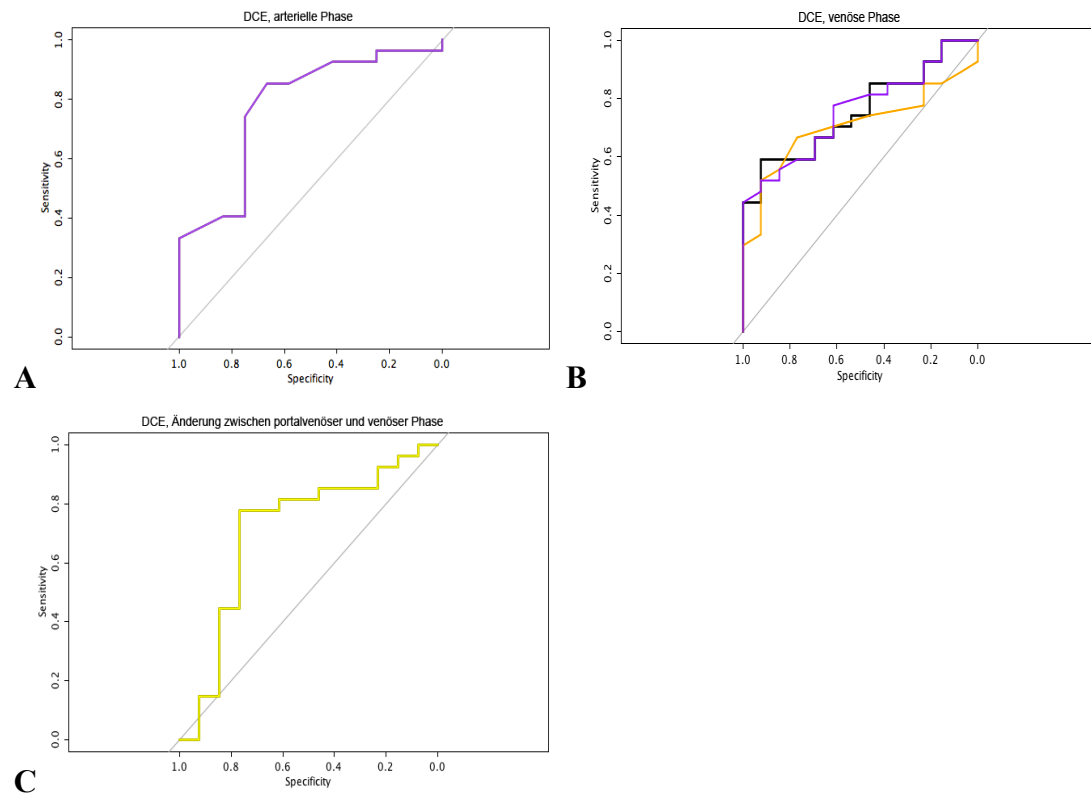 DCE, arterielle Phase
1.0
0.8
0.6
0.4
0.2
0.0
Sensitivity
1.0 0.8 0.6 0.4 0.2 0.0
Specificity
A
DCE, venöse Phase
1.0
0.8
0.6
0.4
0.2
0.0
Sensitivity
1.0 0.8 0.6 0.4 0.2 0.0
Specificity
B
DCE, Änderung zwischen portalvenöser und venöser Phase
1.0
0.8
0.6
0.4
0.2
0.0
Sensitivity
1.0 0.8 0.6 0.4 0.2 0.0
Specificity
C